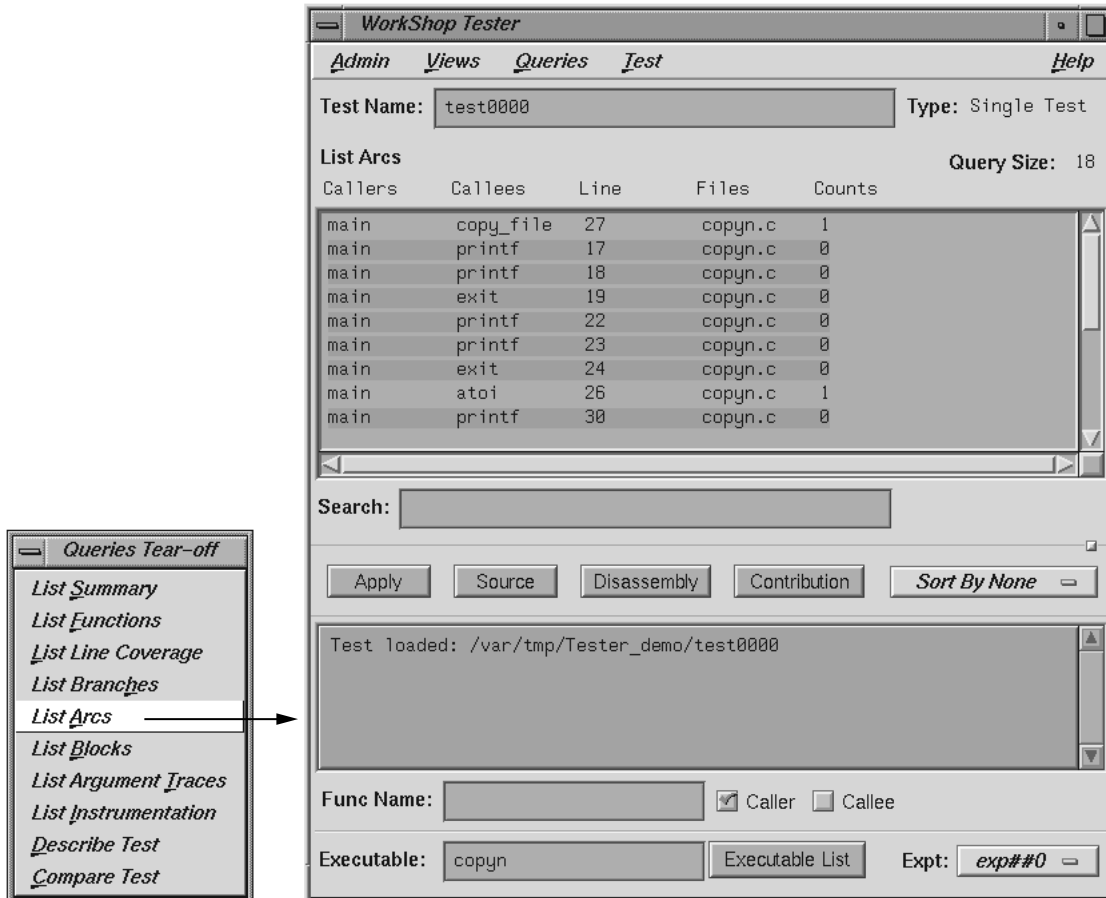 WorkShop Tester
Admin Views Queries Test Help
Test Name: test0000 Type: Single Test
List Arcs Query Size: 18
Callers Callees Line Files Counts
main copy_file 27 copyn.c 1
main printf 17 copyn.c 0
main printf 18 copyn.c 0
main exit 19 copyn.c 0
main printf 22 copyn.c 0
main printf 23 copyn.c 0
main exit 24 copyn.c 0
main atoi 26 copyn.c 1
main printf 30 copyn.c 0
Search:
Apply Source Disassembly Contribution Sort By None
Test loaded: /var/tmp/Tester_demo/test0000
Func Name: Caller Callee
Executable: copyn Executable List Expt: exp##0
Queries Tear-off
List Summary
List Functions
List Line Coverage
List Branches
List Arcs
List Blocks
List Argument Traces
List Instrumentation
Describe Test
Compare Test